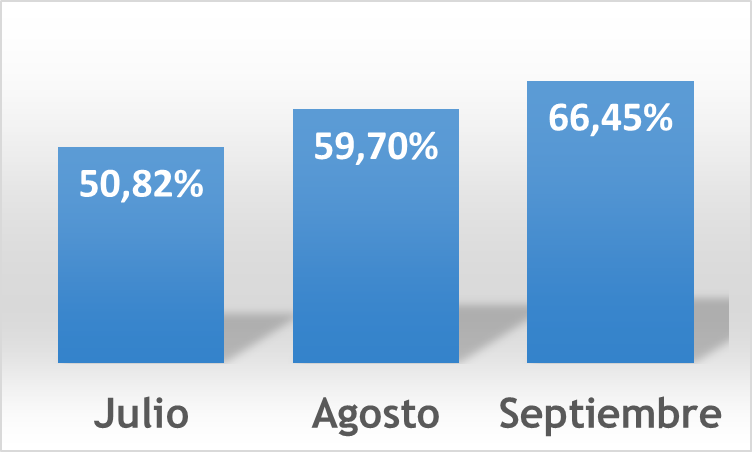 50,82%
59,70%
66,45%
Julio
Agosto
Septiembre